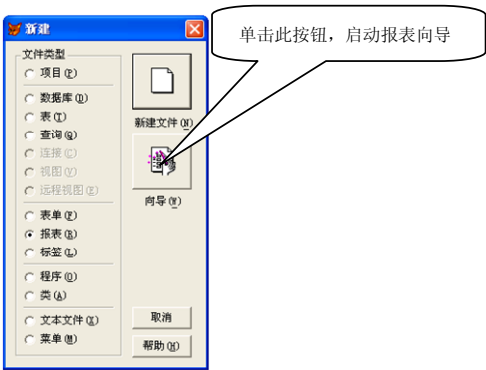 新建
单击此按钮，启动报表向导
文件类型
项目(P)
数据库(D)
表(T)
查询(Q)
连接(C)
视图(V)
远程视图(E)
表单(F)
报表(R)
标签(L)
程序(O)
类(A)
文本文件(X)
菜单(M)
新建文件(N)
向导(W)
取消
帮助(H)